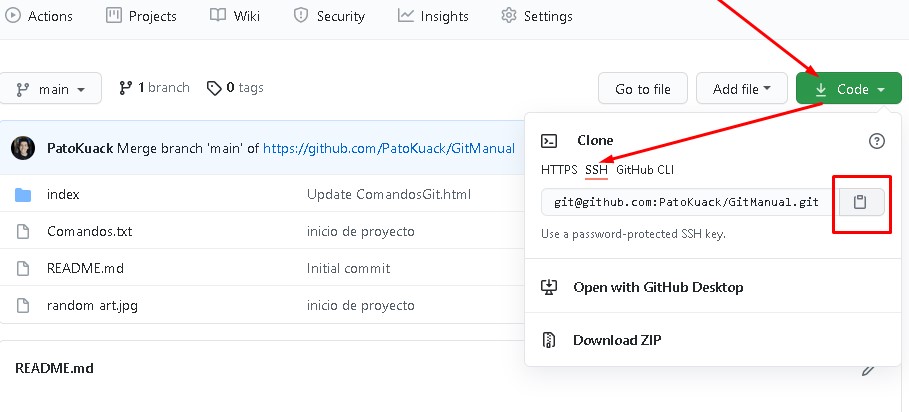 Actions Projects Wiki Security Insights Settings
main 1 branch 0 tags Go to file Add file Code
PatoKuack Merge branch 'main' of https://github.com/PatoKuack/GitManual
index Update ComandosGit.html
Comandos.txt inicio de proyecto
README.md Initial commit
random art.jpg inicio de proyecto
README.md
Clone
HTTPS SSH GitHub CLI
git@github.com:PatoKuack/GitManual.git
Use a password-protected SSH key.
Open with GitHub Desktop
Download ZIP